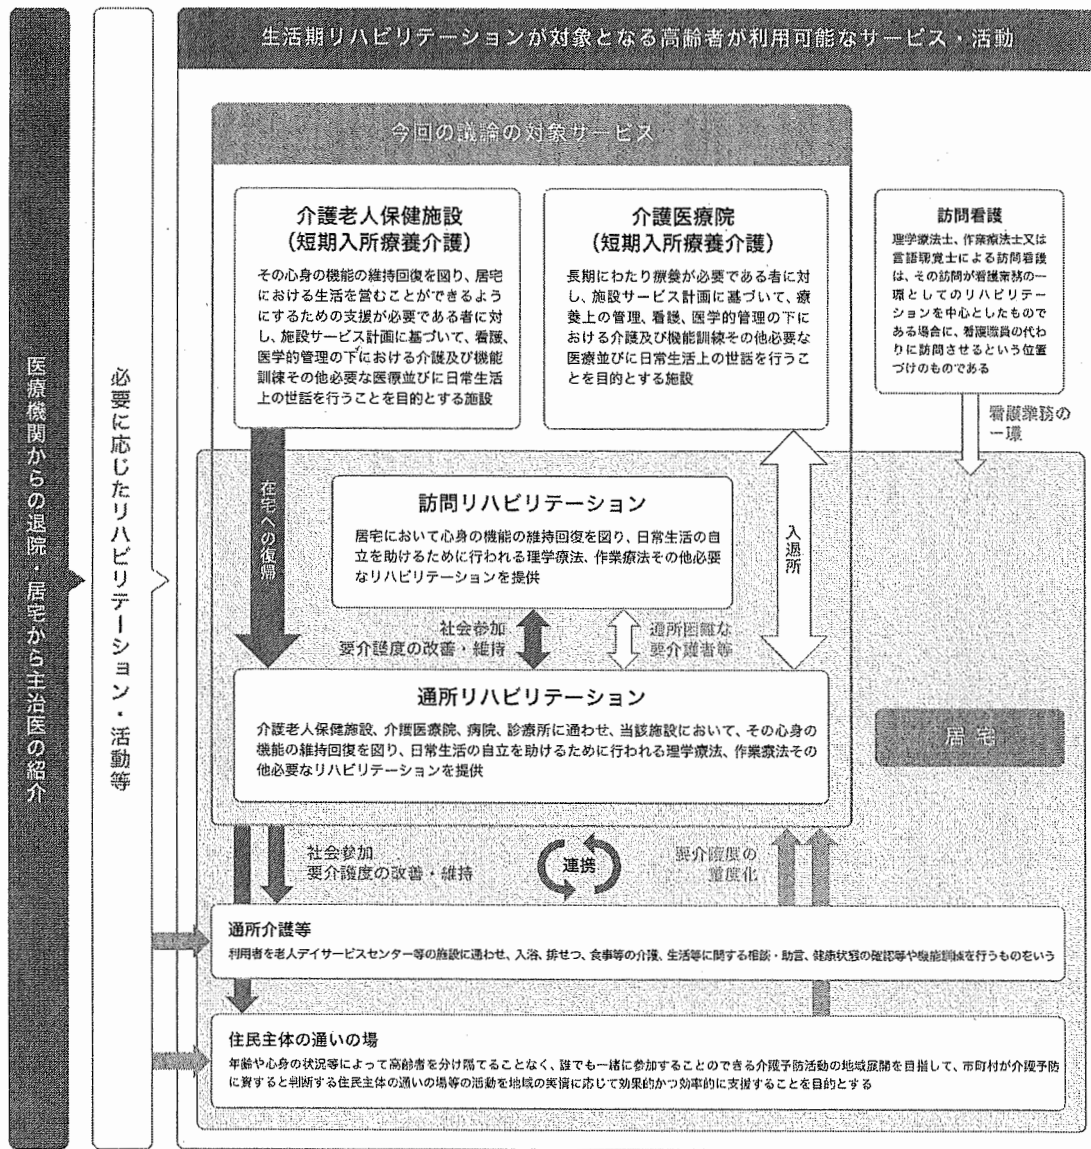 生活期リハビリテーションが対象となる高齢者が利用可能なサービス・活動
医療機関からの退院・居宅から主治医の紹介
必要に応じたリハビリテーション・活動等
今回の議論の対象サービス
介護老人保健施設
(短期入所療養介護)
その心身の機能の維持回復を図り、居宅
における生活を営むことができるよう
にするための支援が必要である者に対
し、施設サービス計画に基づいて、看護、
医学的管理の下における介護及び機能
訓練その他必要な医療並びに日常生活
上の世話を行うことを目的とする施設
介護医療院
(短期入所療養介護)
長期にわたり療養が必要である者に対
し、施設サービス計画に基づいて、療
養上の管理、看護、医学的管理の下に
おける介護及び機能訓練その他必要な
医療並びに日常生活上の世話を行うこ
とを目的とする施設
訪問看護
理学療法士、作業療法士又は
言語聴覚士による訪問看護
は、その訪問が看護業務の一
環としてのリハビリテー
ションを中心としたもので
ある場合に、看護職員の代わ
りに訪問させるという位置
づけのものである
看護業務の
一環
在宅への復帰
訪問リハビリテーション
居宅において心身の機能の維持回復を図り、日常生活の自
立を助けるために行われる理学療法、作業療法その他必要
なリハビリテーションを提供
入退所
社会参加
要介護度の改善・維持
通所困難な
要介護者等
通所リハビリテーション
介護老人保健施設、介護医療院、病院、診療所に通わせ、当該施設において、その心身の
機能の維持回復を図り、日常生活の自立を助けるために行われる理学療法、作業療法その
他必要なリハビリテーションを提供
居宅
社会参加
要介護度の改善・維持
連携
要介護度の
重度化
通所介護等
利用者を老人デイサービスセンター等の施設に通わせ、入浴、排せつ、食事等の介護、生活等に関する相談・助言、健康状態の確認等や機能訓練を行うものをいう
住民主体の通いの場
年齢や心身の状況等によって高齢者を分け隔てることなく、誰でも一緒に参加することのできる介護予防活動の地域展開を目指して、市町村が介護予防
に資すると判断する住民主体の通いの場等の活動を地域の実情に応じて効果的かつ効率的に支援することを目的とする